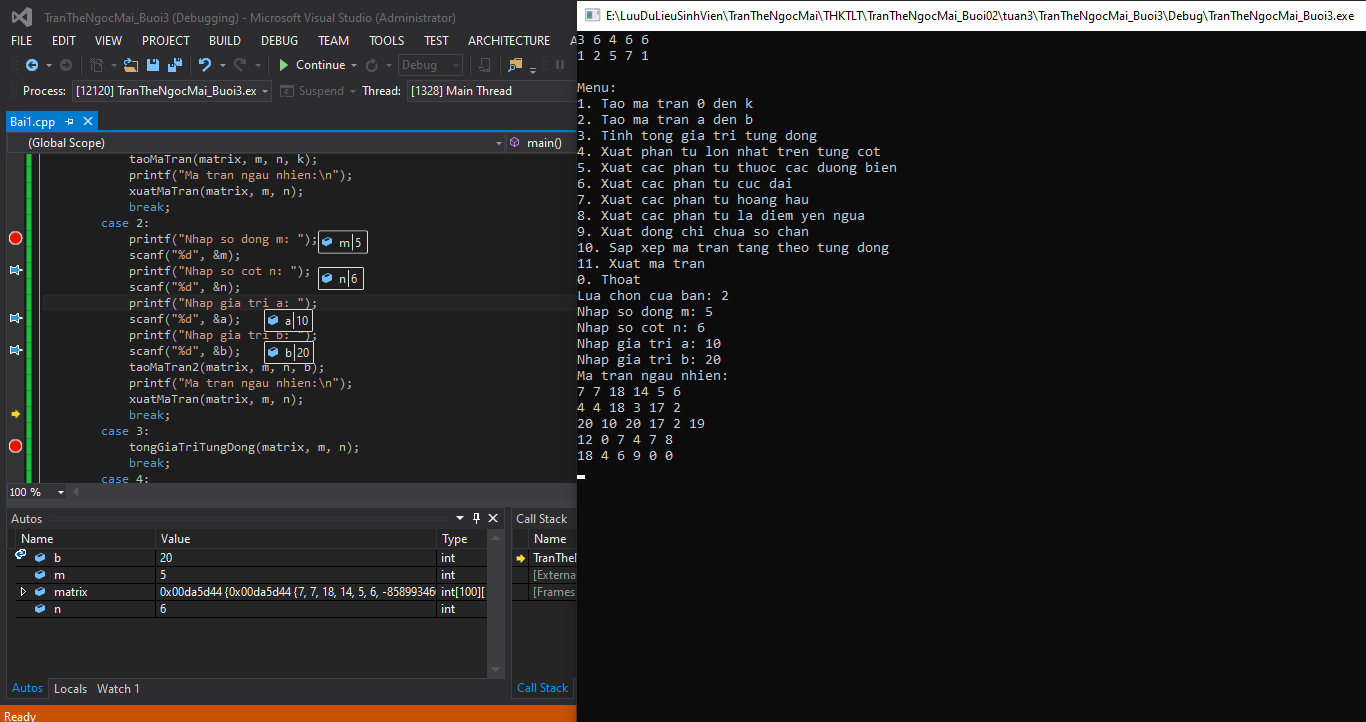 TranTheNgocMai_Buoi3 (Debugging) - Microsoft Visual Studio (Administrator)
FILE EDIT VIEW PROJECT BUILD DEBUG TEAM TOOLS TEST ARCHITECTURE A
Continue Debug
Process: [12120] TranTheNgocMai_Buoi3.ex Suspend Thread: [1328] Main Thread
Bai1.cpp
(Global Scope) main()
taoMaTran(matrix, m, n, k);
printf("Ma tran ngau nhien:\n");
xuatMaTran(matrix, m, n);
break;
case 2:
printf("Nhap so dong m: "); m 5
scanf("%d", &m);
printf("Nhap so cot n: "); n 6
scanf("%d", &n);
printf("Nhap gia tri a: ");
scanf("%d", &a); a 10
printf("Nhap gia tri b: ");
scanf("%d", &b); b 20
taoMaTran2(matrix, m, n, b);
printf("Ma tran ngau nhien:\n");
xuatMaTran(matrix, m, n);
break;
case 3:
tongGiaTriTungDong(matrix, m, n);
break;
case 4:
100 %
Autos
Name Value Type
b 20 int
m 5 int
matrix 0x00da5d44 {0x00da5d44 {7, 7, 18, 14, 5, 6, -85899346 int[100][
n 6 int
Autos Locals Watch 1
Call Stack
Name
TranTheI
[Externa
[Frames
Call Stack
Ready
E:\LuuDuLieuSinhVien\TranTheNgocMai\THKTLT\TranTheNgocMai_Buoi02\tuan3\TranTheNgocMai_Buoi3\Debug\TranTheNgocMai_Buoi3.exe
3 6 4 6 6
1 2 5 7 1
Menu:
1. Tao ma tran 0 den k
2. Tao ma tran a den b
3. Tinh tong gia tri tung dong
4. Xuat phan tu lon nhat tren tung cot
5. Xuat cac phan tu thuoc cac duong bien
6. Xuat cac phan tu cuc dai
7. Xuat cac phan tu hoang hau
8. Xuat cac phan tu la diem yen ngua
9. Xuat dong chi chua so chan
10. Sap xep ma tran tang theo tung dong
11. Xuat ma tran
0. Thoat
Lua chon cua ban: 2
Nhap so dong m: 5
Nhap so cot n: 6
Nhap gia tri a: 10
Nhap gia tri b: 20
Ma tran ngau nhien:
7 7 18 14 5 6
4 4 18 3 17 2
20 10 20 17 2 19
12 0 7 4 7 8
18 4 6 9 0 0